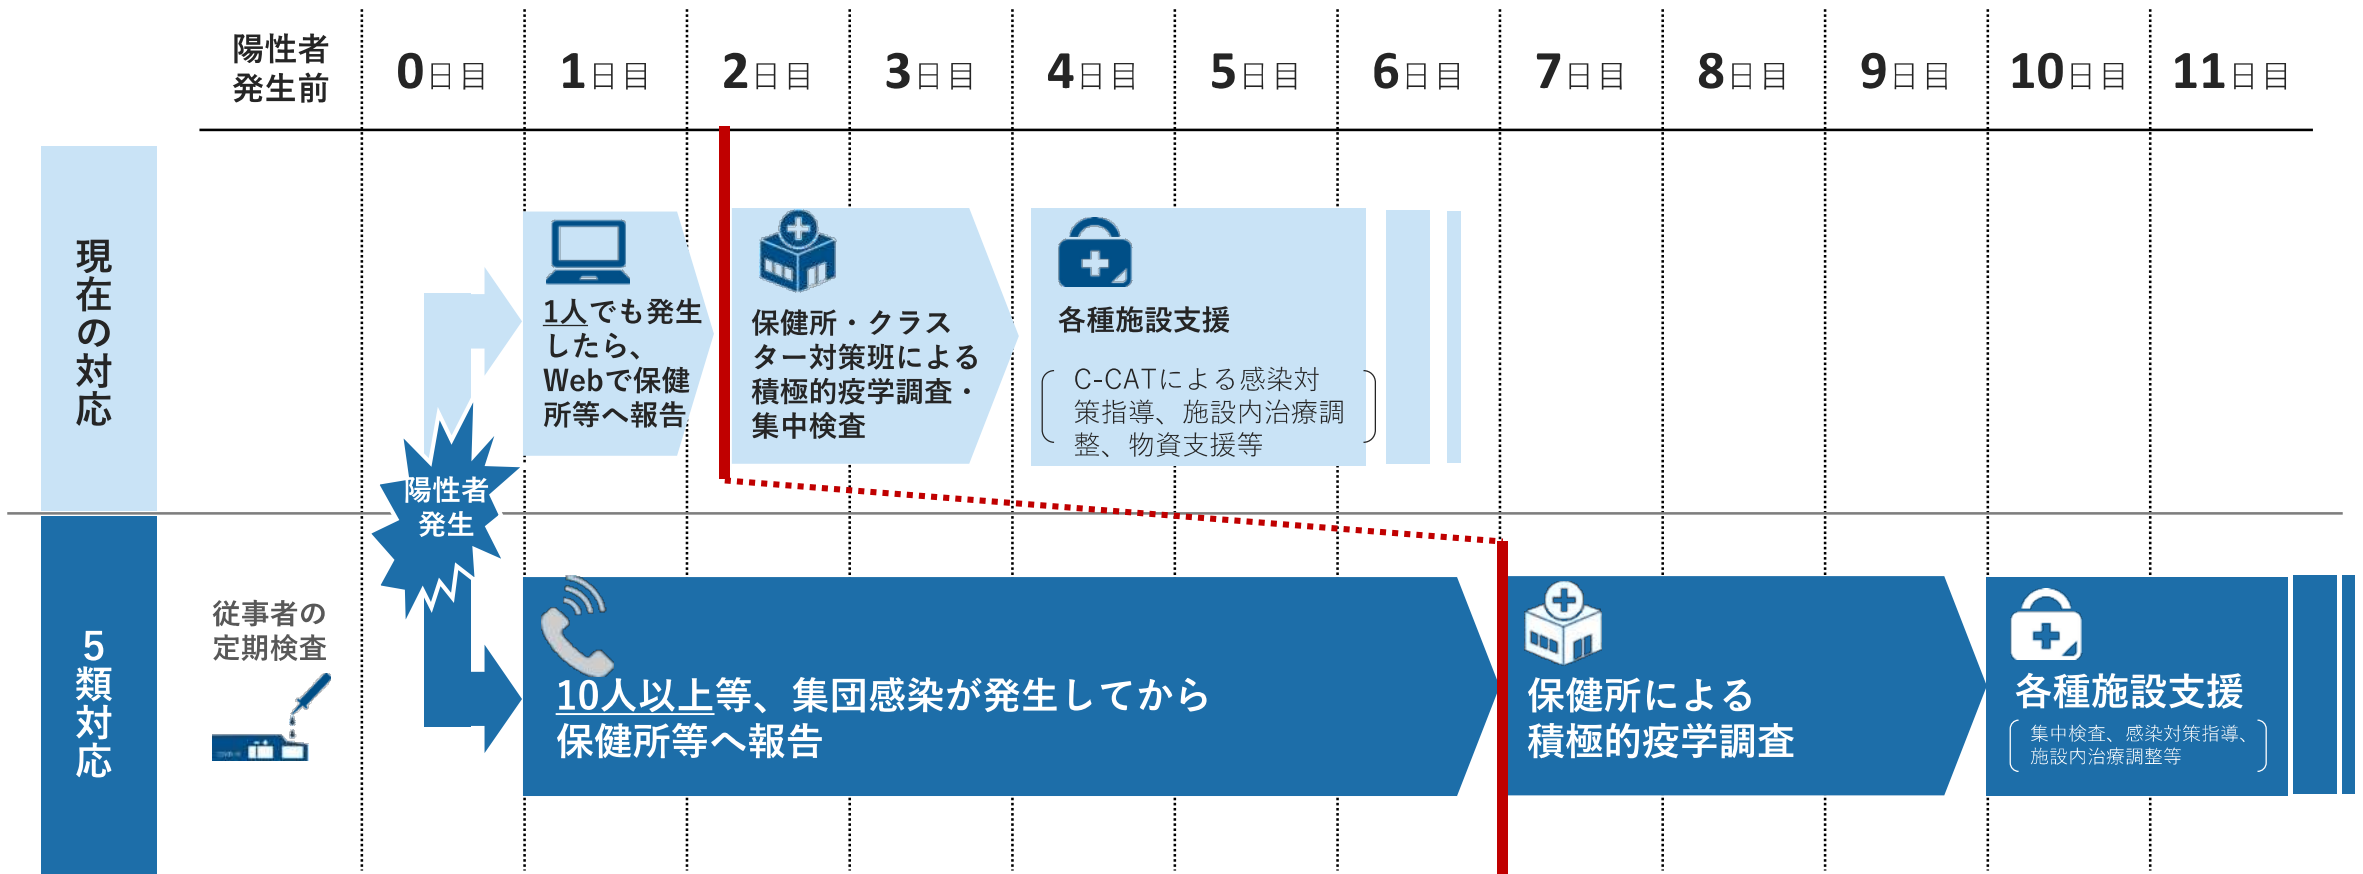 陽性者
発生前
0日目
1日目
2日目
3日目
4日目
5日目
6日目
7日目
8日目
9日目
10日目
11日目
現在の対応
1人でも発生
したら、
Webで保健
所等へ報告
保健所・クラス
ター対策班による
積極的疫学調査・
集中検査
各種施設支援
C-CATによる感染対
策指導、施設内治療調
整、物資支援等
陽性者
発生
5類対応
従事者の
定期検査
10人以上等、集団感染が発生してから
保健所等へ報告
保健所による
積極的疫学調査
各種施設支援
集中検査、感染対策指導、
施設内治療調整等